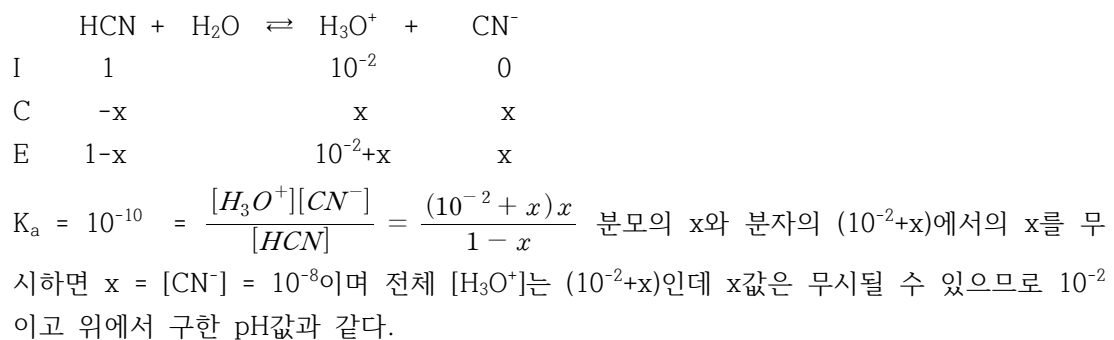 HCN + H₂O ⇄ H₃O⁺ + CN⁻
I 1 10⁻² 0
C -x x x
E 1-x 10⁻²+x x
Kₐ = 10⁻¹⁰ = [H₃O⁺][CN⁻] / [HCN] = (10⁻² + x)x / 1 - x 분모의 x와 분자의 (10⁻²+x)에서의 x를 무
시하면 x = [CN⁻] = 10⁻⁸이며 전체 [H₃O⁺]는 (10⁻²+x)인데 x값은 무시될 수 있으므로 10⁻²
이고 위에서 구한 pH값과 같다.